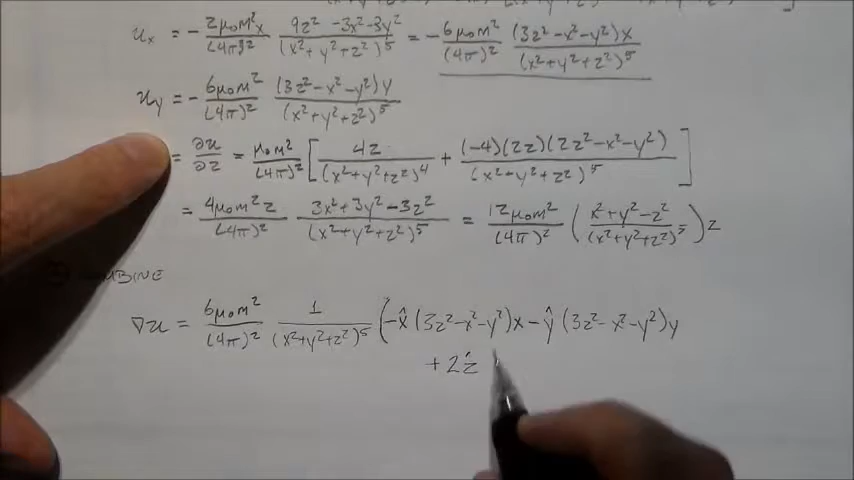 u_x = - 2μ₀m²x/(4π)² (9z² - 3x² - 3y²)/(x² + y² + z²)⁵ = - 6μ₀m²/(4π)² (3z² - x² - y²)x/(x² + y² + z²)⁵
u_y = - 6μ₀m²/(4π)² (3z² - x² - y²)y/(x² + y² + z²)⁵
= ∂u/∂z = μ₀m²/(4π)² [ 4z/(x² + y² + z²)⁴ + (-4)(2z)(2z² - x² - y²)/(x² + y² + z²)⁵ ]
= 4μ₀m²z/(4π)² (3x² + 3y² - 3z²)/(x² + y² + z²)⁵ = 12μ₀m²/(4π)² ( (x² + y² - z²)/(x² + y² + z²)⁵ ) z
∇u = 6μ₀m²/(4π)² 1/(x² + y² + z²)⁵ (-x̂ (3z² - x² - y²)x - ŷ (3z² - x² - y²)y
+ 2ẑ